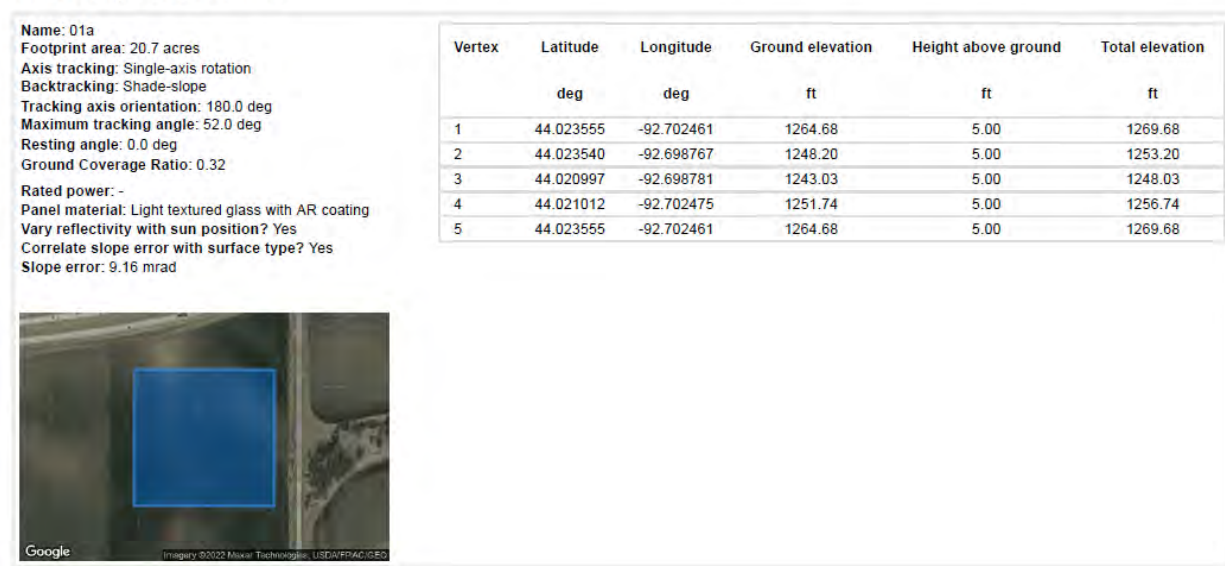 Name: 01a
Footprint area: 20.7 acres
Axis tracking: Single-axis rotation
Backtracking: Shade-slope
Tracking axis orientation: 180.0 deg
Maximum tracking angle: 52.0 deg
Resting angle: 0.0 deg
Ground Coverage Ratio: 0.32
Rated power: -
Panel material: Light textured glass with AR coating
Vary reflectivity with sun position? Yes
Correlate slope error with surface type? Yes
Slope error: 9.16 mrad
Vertex Latitude Longitude Ground elevation Height above ground Total elevation
deg deg ft ft ft
1 44.023555 -92.702461 1264.68 5.00 1269.68
2 44.023540 -92.698767 1248.20 5.00 1253.20
3 44.020997 -92.698781 1243.03 5.00 1248.03
4 44.021012 -92.702475 1251.74 5.00 1256.74
5 44.023555 -92.702461 1264.68 5.00 1269.68
Google
Imagery ©2022 Maxar Technologies, USDA/FPAC/GEO